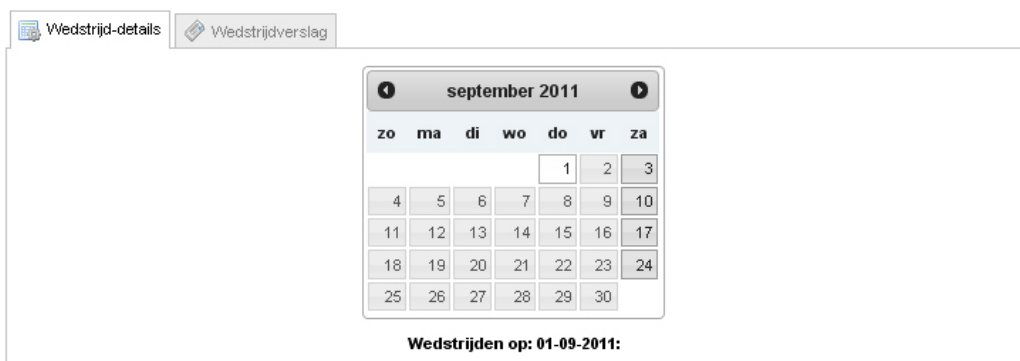 Wedstrijd-details Wedstrijdverslag
september 2011
zo ma di wo do vr za
1 2 3
4 5 6 7 8 9 10
11 12 13 14 15 16 17
18 19 20 21 22 23 24
25 26 27 28 29 30
Wedstrijden op: 01-09-2011: